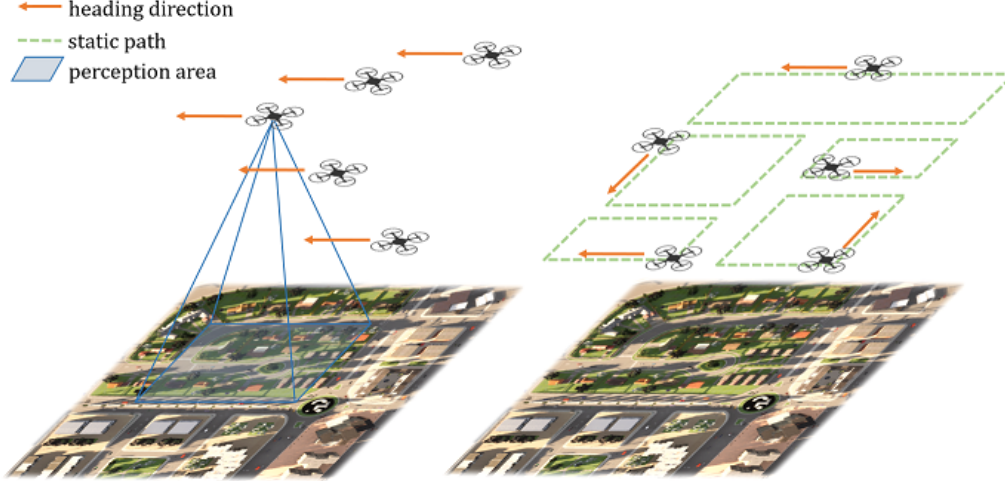 heading direction
static path
perception area